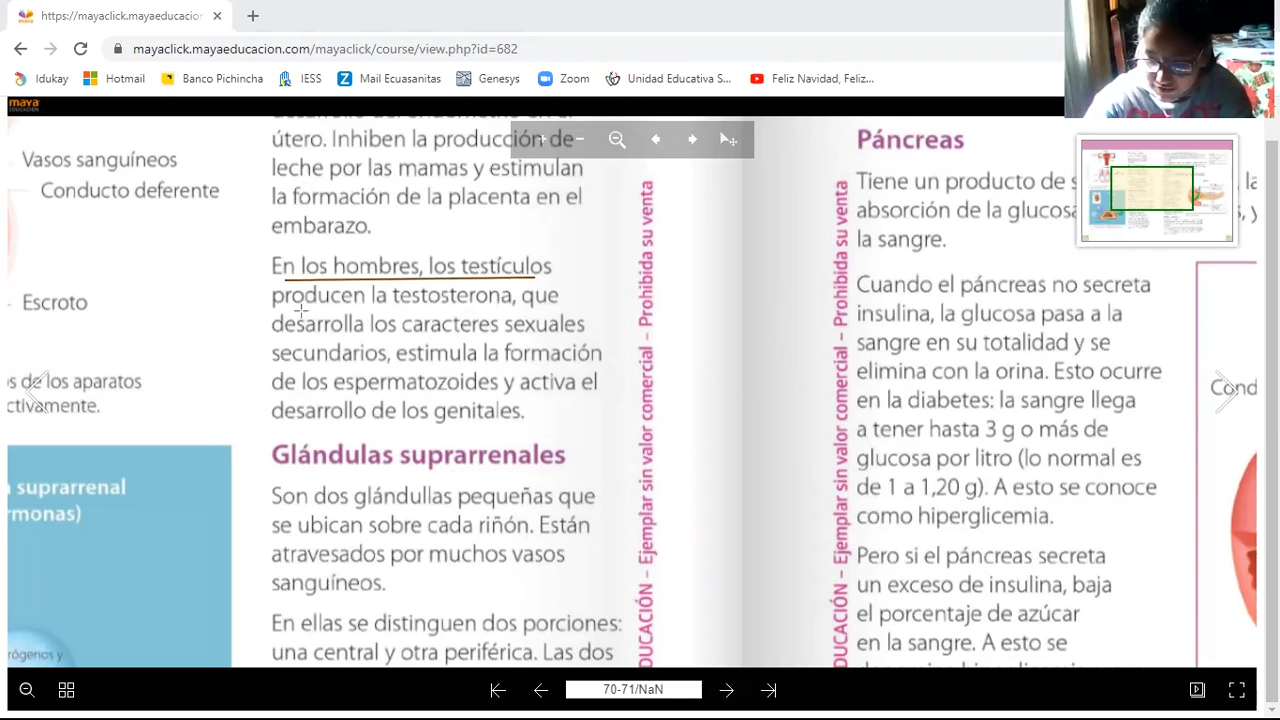 https://mayaclick.mayaeducacion
mayaclick.mayaeducacion.com/mayaclick/course/view.php?id=682
Idukay
Hotmail
Banco Pichincha
IESS
Mail Ecuasanitas
Genesys
Zoom
Unidad Educativa S...
Feliz Navidad, Feliz...
maya
EDUCACIÓN
Vasos sanguíneos
Conducto deferente
Escroto
os de los aparatos
ctivamente.
a suprarrenal
rmonas)
rógenos y
útero. Inhiben la producción de
leche por las mamas y estimulan
la formación de la placenta en el
embarazo.
En los hombres, los testículos
producen la testosterona, que
desarrolla los caracteres sexuales
secundarios, estimula la formación
de los espermatozoides y activa el
desarrollo de los genitales.
Glándulas suprarrenales
Son dos glándullas pequeñas que
se ubican sobre cada riñón. Están
atravesados por muchos vasos
sanguíneos.
En ellas se distinguen dos porciones:
una central y otra periférica. Las dos
DUCACIÓN – Ejemplar sin valor comercial – Prohibida su venta
DUCACIÓN – Ejemplar sin valor comercial – Prohibida su venta
Páncreas
Tiene un producto de s
absorción de la glucosa
la sangre.
Cuando el páncreas no secreta
insulina, la glucosa pasa a la
sangre en su totalidad y se
elimina con la orina. Esto ocurre
en la diabetes: la sangre llega
a tener hasta 3 g o más de
glucosa por litro (lo normal es
de 1 a 1,20 g). A esto se conoce
como hiperglicemia.
Pero si el páncreas secreta
un exceso de insulina, baja
el porcentaje de azúcar
en la sangre. A esto se
Cond
70-71/NaN